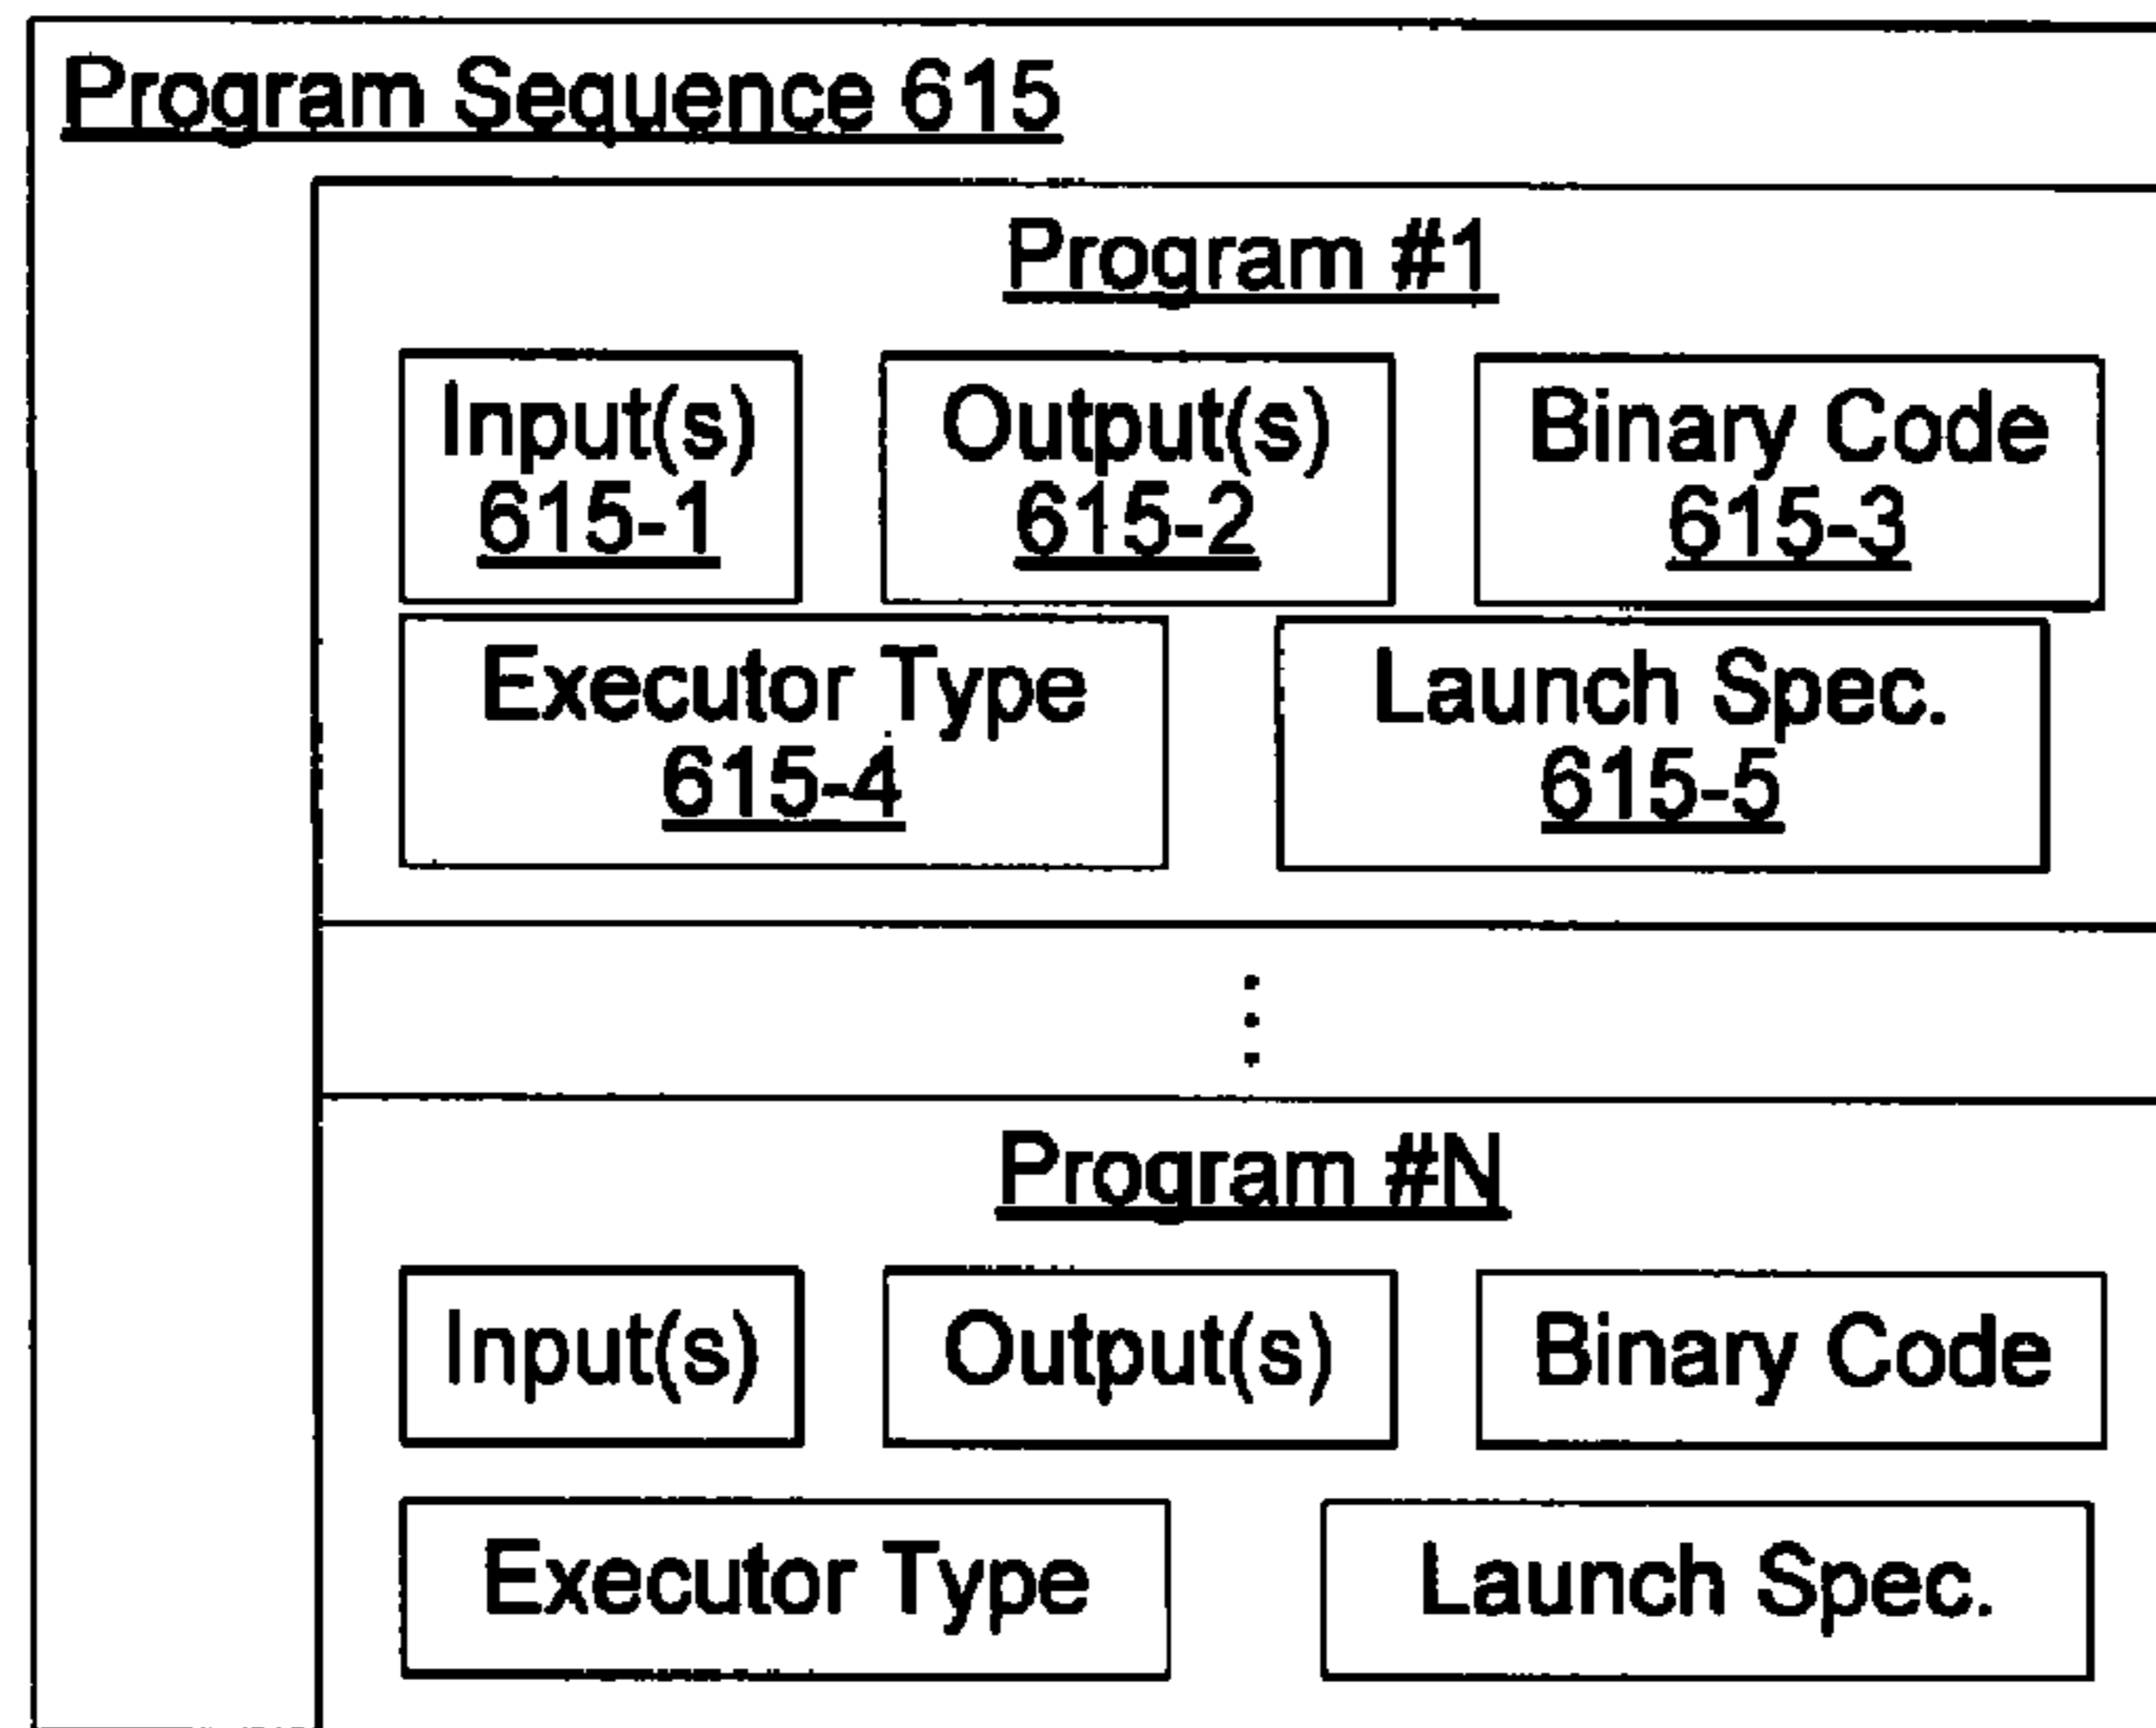 Program Sequence 615
Program #1
Input(s)
615-1
Output(s)
615-2
Binary Code
615-3
Executor Type
615-4
Launch Spec.
615-5
Program #N
Input(s)
Output(s)
Binary Code
Executor Type
Launch Spec.